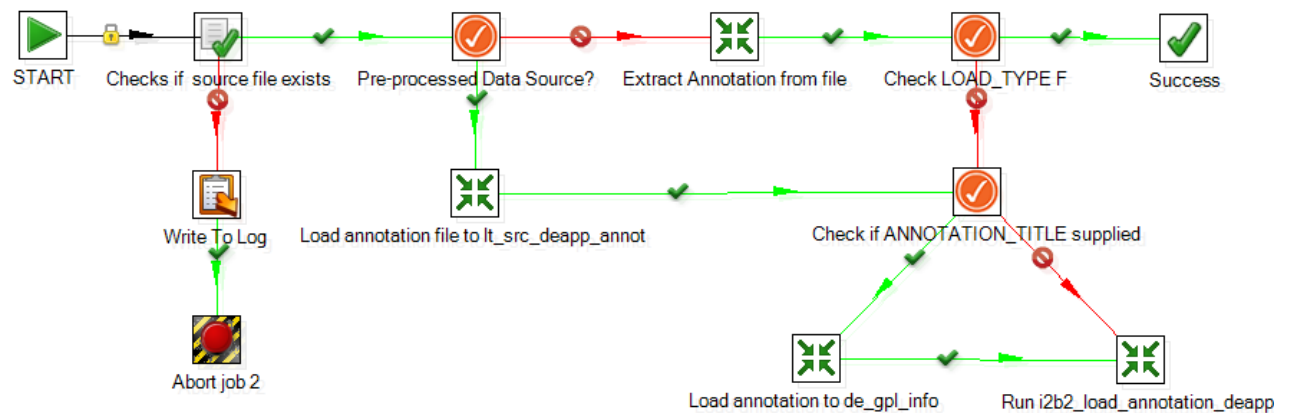 START
Checks if source file exists
Pre-processed Data Source?
Extract Annotation from file
Check LOAD_TYPE F
Success
Write To Log
Load annotation file to lt_src_deapp_annot
Check if ANNOTATION_TITLE supplied
Abort job 2
Load annotation to de_gpl_info
Run i2b2_load_annotation_deapp